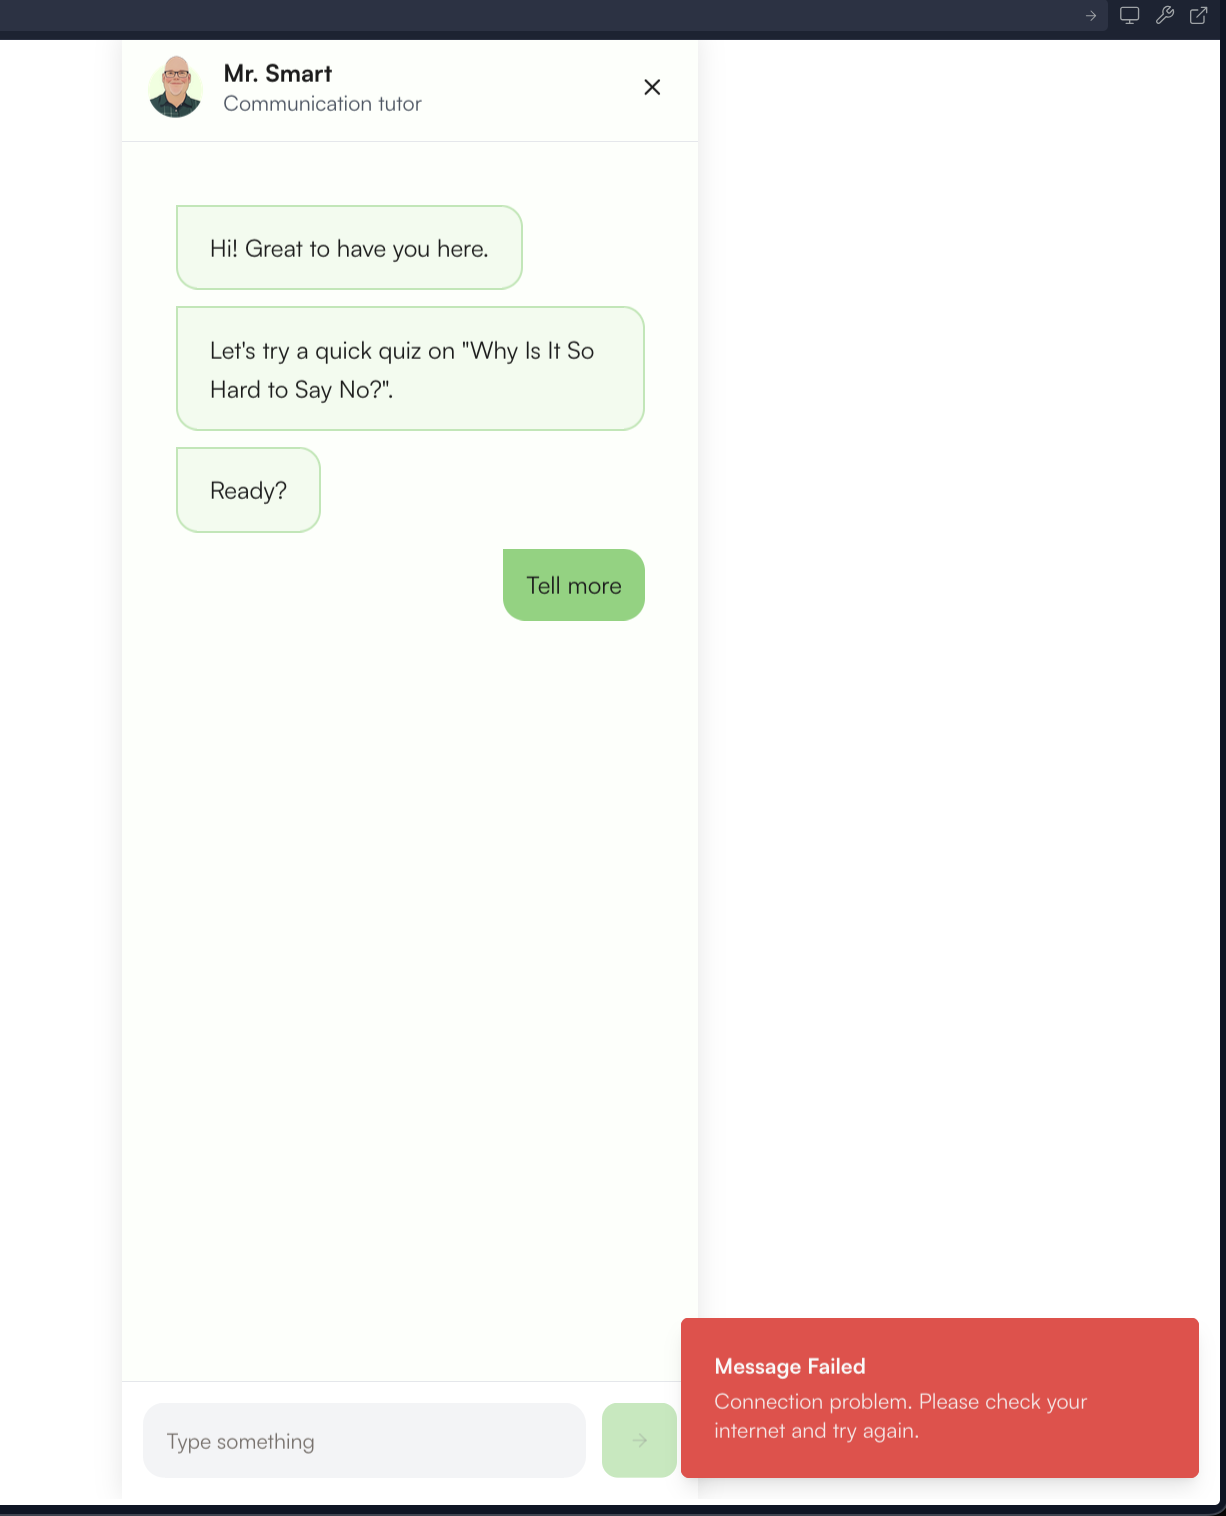 Mr. Smart
Communication tutor
Hi! Great to have you here.
Let's try a quick quiz on "Why Is It So
Hard to Say No?".
Ready?
Tell more
Type something
Message Failed
Connection problem. Please check your
internet and try again.